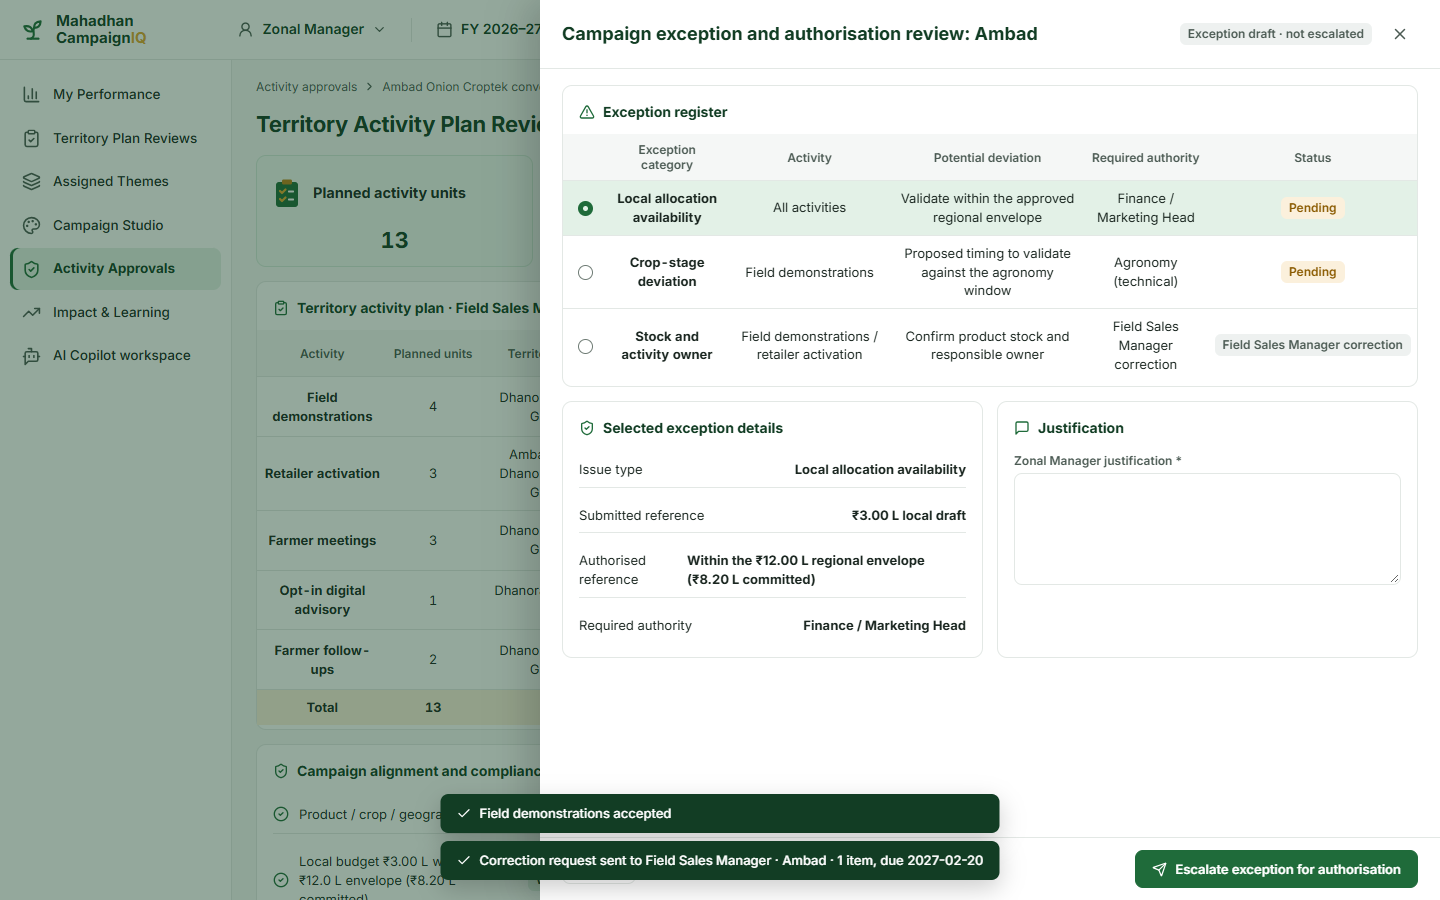 Mahadhan
CampaignIQ
Zonal Manager
FY 2026–27
My Performance
Territory Plan Reviews
Assigned Themes
Campaign Studio
Activity Approvals
Impact & Learning
AI Copilot workspace
Activity approvals
Ambad Onion Croptek conv
Territory Activity Plan Revie
Planned activity units
13
Territory activity plan · Field Sales M
Activity
Planned units
Territ
Field
demonstrations
4
Dhano
G
Retailer activation
3
Amba
Dhano
G
Farmer meetings
3
Dhano
G
Opt-in digital
advisory
1
Dhanor
Farmer follow-
ups
2
Dhano
G
Total
13
Campaign alignment and complianc
Product / crop / geogra
Local budget ₹3.00 L w
₹12.0 L envelope (₹8.20 L
committed)
Campaign exception and authorisation review: Ambad
Exception draft · not escalated
Exception register
Exception
category
Activity
Potential deviation
Required authority
Status
Local allocation
availability
All activities
Validate within the approved
regional envelope
Finance /
Marketing Head
Pending
Crop-stage
deviation
Field demonstrations
Proposed timing to validate
against the agronomy
window
Agronomy
(technical)
Pending
Stock and
activity owner
Field demonstrations /
retailer activation
Confirm product stock and
responsible owner
Field Sales
Manager
correction
Field Sales Manager correction
Selected exception details
Issue type
Local allocation availability
Submitted reference
₹3.00 L local draft
Authorised
reference
Within the ₹12.00 L regional envelope
(₹8.20 L committed)
Required authority
Finance / Marketing Head
Justification
Zonal Manager justification *
Field demonstrations accepted
Correction request sent to Field Sales Manager · Ambad · 1 item, due 2027-02-20
Escalate exception for authorisation